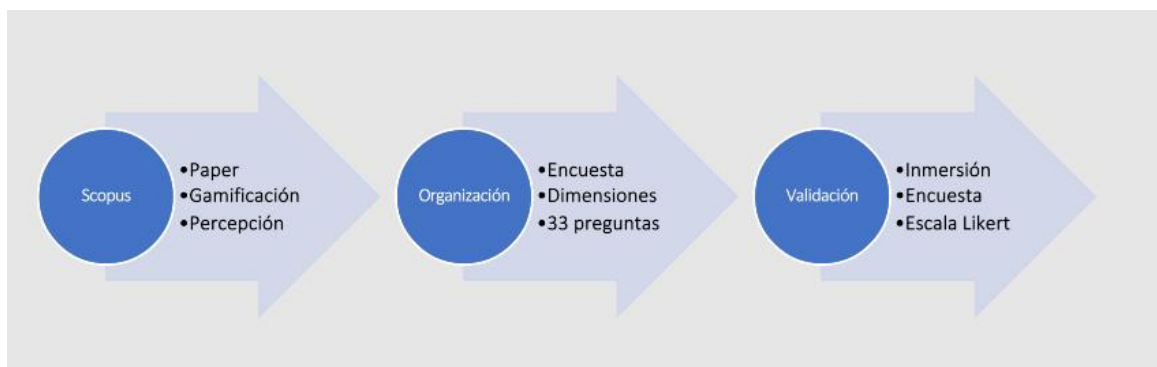 Scopus
•Paper
•Gamificación
•Percepción
Organización
•Encuesta
•Dimensiones
•33 preguntas
Validación
•Inmersión
•Encuesta
•Escala Likert